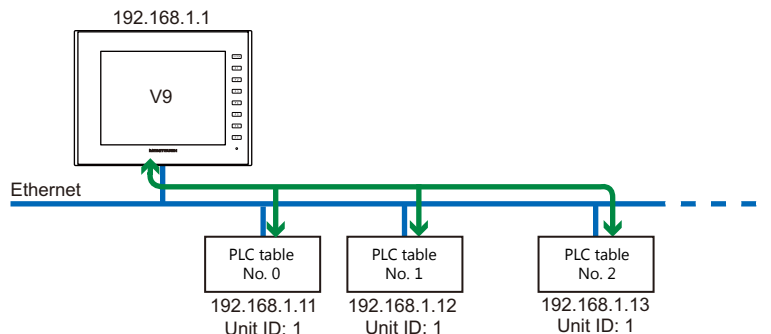 192.168.1.1
V9
Ethernet
PLC table
No. 0
PLC table
No. 1
PLC table
No. 2
192.168.1.11
Unit ID: 1
192.168.1.12
Unit ID: 1
192.168.1.13
Unit ID: 1